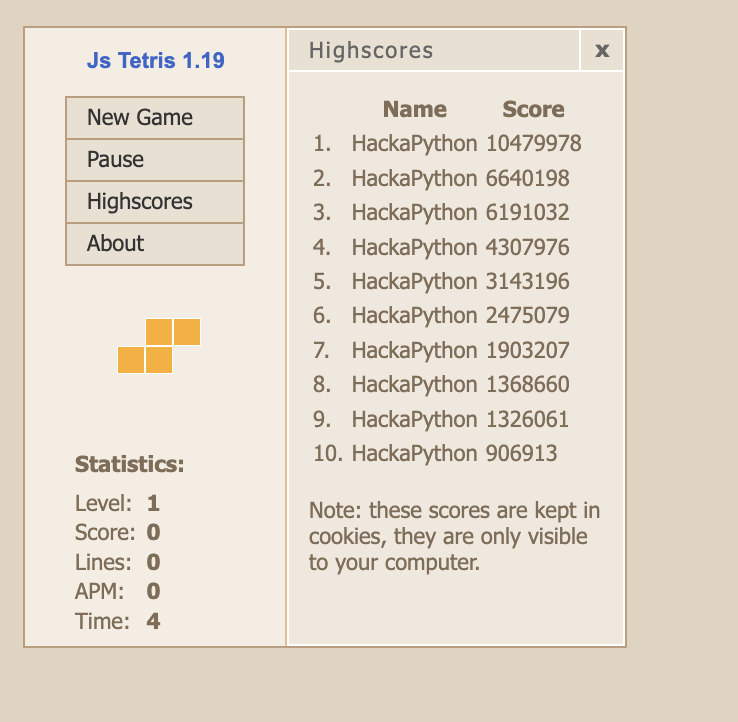 Js Tetris 1.19
New Game
Pause
Highscores
About
Statistics:
Level: 1
Score: 0
Lines: 0
APM: 0
Time: 4
Highscores x
Name Score
1. HackaPython 10479978
2. HackaPython 6640198
3. HackaPython 6191032
4. HackaPython 4307976
5. HackaPython 3143196
6. HackaPython 2475079
7. HackaPython 1903207
8. HackaPython 1368660
9. HackaPython 1326061
10. HackaPython 906913
Note: these scores are kept in
cookies, they are only visible
to your computer.